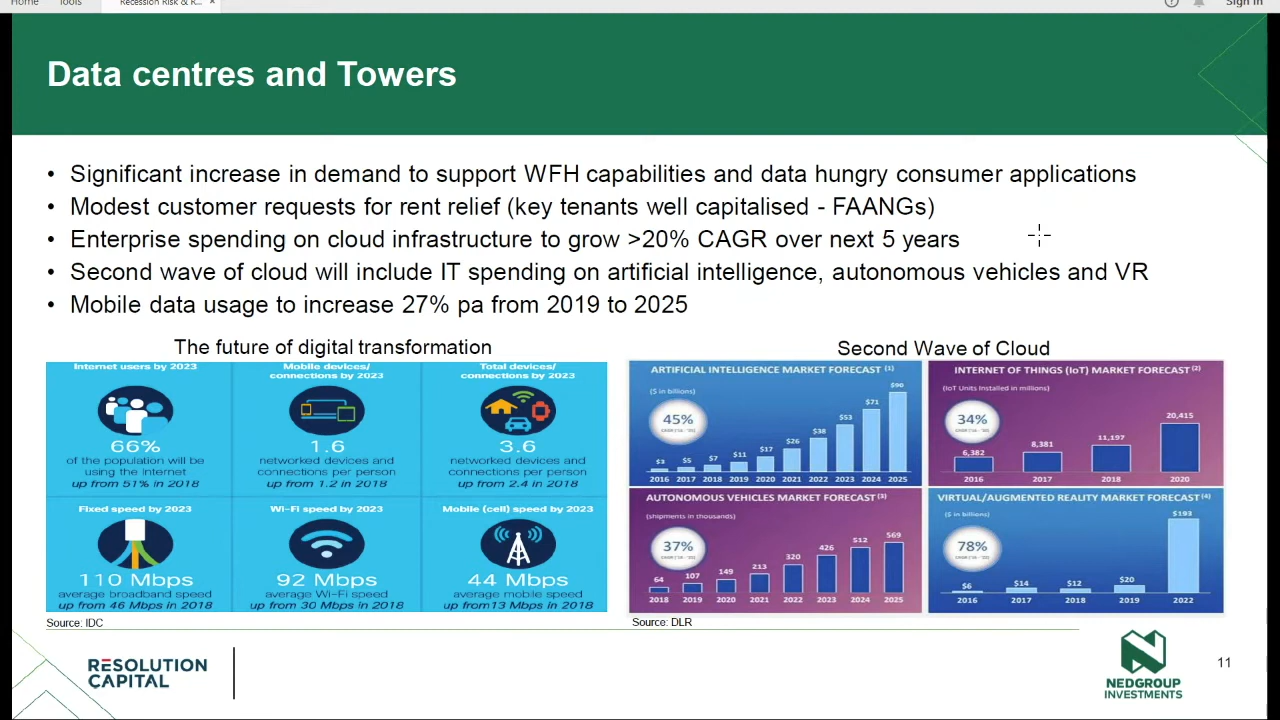 Home
Tools
Recession Risk & R...
Sign In
Data centres and Towers
• Significant increase in demand to support WFH capabilities and data hungry consumer applications
• Modest customer requests for rent relief (key tenants well capitalised - FAANGs)
• Enterprise spending on cloud infrastructure to grow >20% CAGR over next 5 years
• Second wave of cloud will include IT spending on artificial intelligence, autonomous vehicles and VR
• Mobile data usage to increase 27% pa from 2019 to 2025
The future of digital transformation
Internet users by 2023
66%
of the population will be
using the Internet
up from 51% in 2018
Mobile devices/
connections by 2023
1.6
networked devices and
connections per person
up from 1.2 in 2018
Total devices/
connections by 2023
3.6
networked devices and
connections per person
up from 2.4 in 2018
Fixed speed by 2023
110 Mbps
average broadband speed
up from 46 Mbps in 2018
Wi-Fi speed by 2023
92 Mbps
average Wi-Fi speed
up from 30 Mbps in 2018
Mobile (cell) speed by 2023
44 Mbps
average mobile speed
up from 13 Mbps in 2018
Source: IDC
Second Wave of Cloud
ARTIFICIAL INTELLIGENCE MARKET FORECAST (1)
($ in billions)
45%
$3 $5 $7 $11 $17 $26 $38 $53 $71 $90
2016 2017 2018 2019 2020 2021 2022 2023 2024 2025
INTERNET OF THINGS (IoT) MARKET FORECAST (2)
(IoT Units Installed in millions)
34%
6,382 8,381 11,197 20,415
2016 2017 2018 2020
AUTONOMOUS VEHICLES MARKET FORECAST (3)
(shipments in thousands)
37%
64 107 149 213 320 426 512 569
2018 2019 2020 2021 2022 2023 2024 2025
VIRTUAL/AUGMENTED REALITY MARKET FORECAST (4)
($ in billions)
78%
$6 $14 $12 $20 $193
2016 2017 2018 2019 2022
Source: DLR
RESOLUTION
CAPITAL
NEDGROUP
INVESTMENTS
11